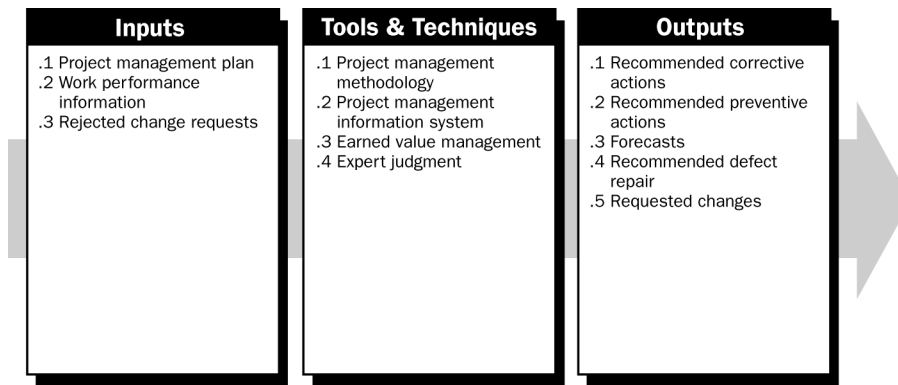 Inputs
.1 Project management plan
.2 Work performance
information
.3 Rejected change requests
Tools & Techniques
.1 Project management
methodology
.2 Project management
information system
.3 Earned value management
.4 Expert judgment
Outputs
.1 Recommended corrective
actions
.2 Recommended preventive
actions
.3 Forecasts
.4 Recommended defect
repair
.5 Requested changes